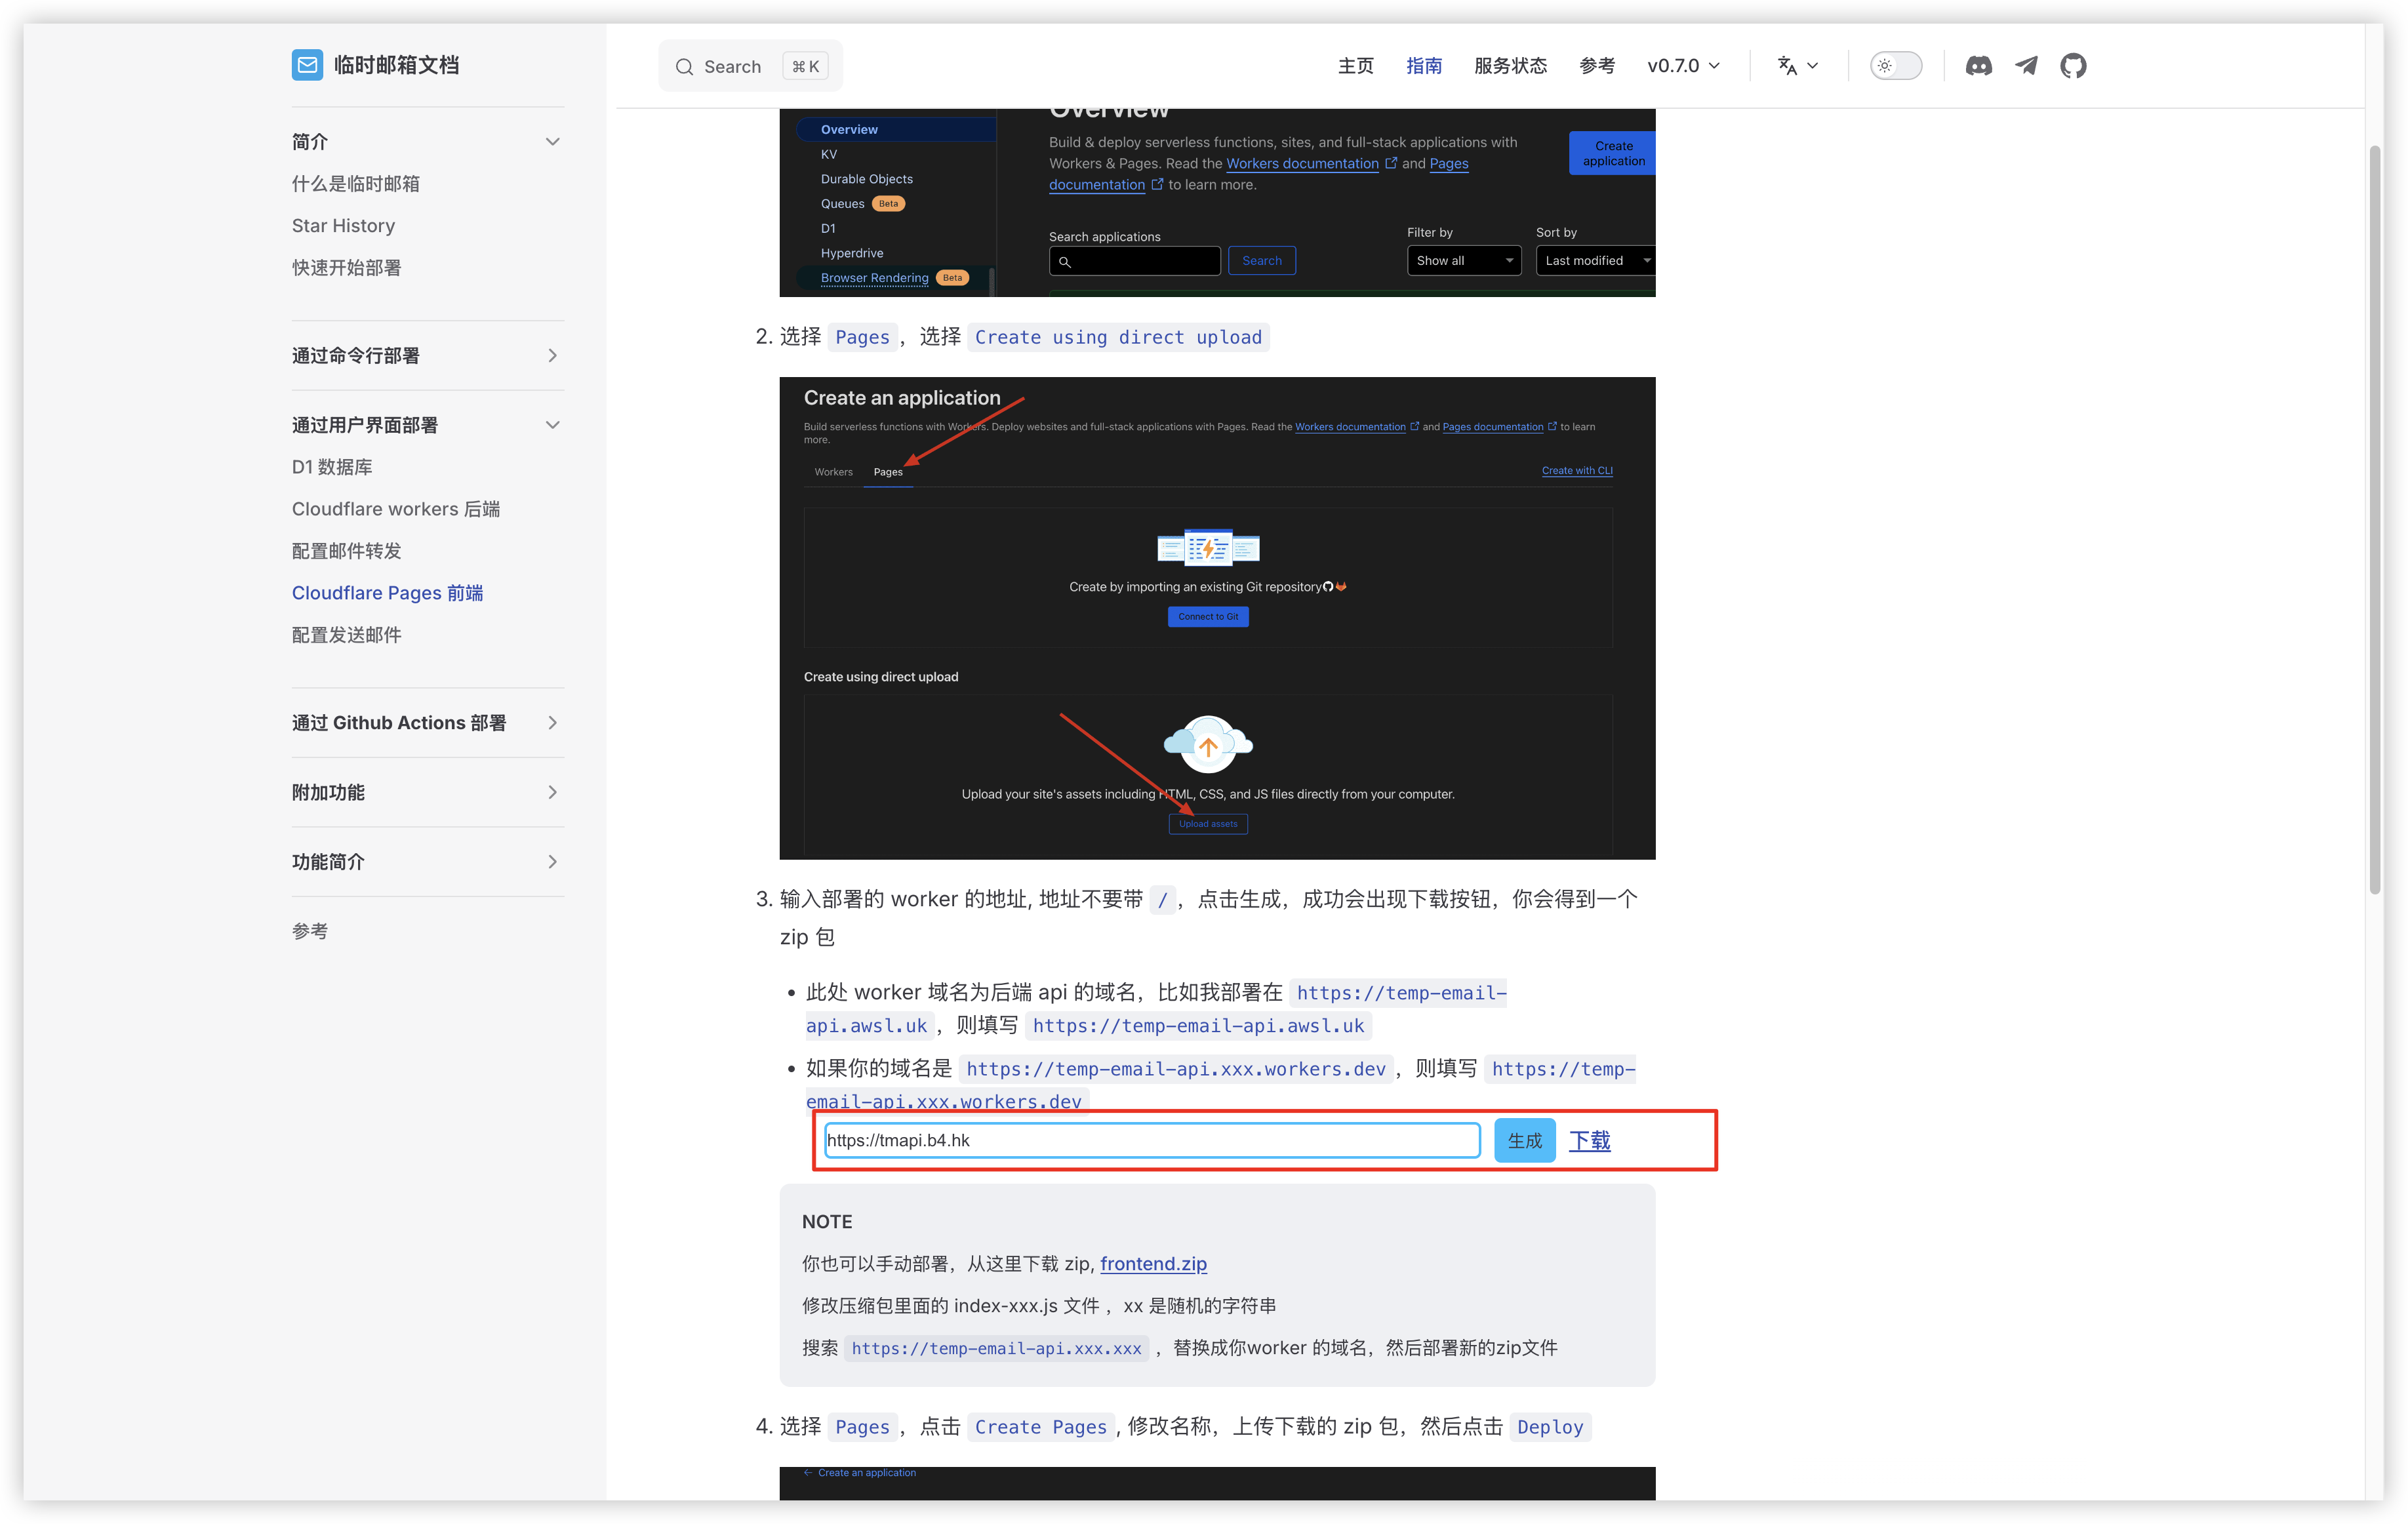 临时邮箱文档
Search
⌘ K
主页
指南
服务状态
参考
v0.7.0
简介
什么是临时邮箱
Star History
快速开始部署
通过命令行部署
通过用户界面部署
D1 数据库
Cloudflare workers 后端
配置邮件转发
Cloudflare Pages 前端
配置发送邮件
通过 Github Actions 部署
附加功能
功能简介
参考
Overview
KV
Durable Objects
Queues Beta
D1
Hyperdrive
Browser Rendering Beta
Overview
Build & deploy serverless functions, sites, and full-stack applications with
Workers & Pages. Read the Workers documentation and Pages
documentation to learn more.
Create
application
Search applications
Search
Filter by
Show all
Sort by
Last modified
2. 选择 Pages，选择 Create using direct upload
Create an application
Build serverless functions with Workers. Deploy websites and full-stack applications with Pages. Read the Workers documentation and Pages documentation to learn
more.
Workers
Pages
Create with CLI
Create by importing an existing Git repository
Connect to Git
Create using direct upload
Upload your site's assets including HTML, CSS, and JS files directly from your computer.
Upload assets
3. 输入部署的 worker 的地址, 地址不要带 /，点击生成，成功会出现下载按钮，你会得到一个
zip 包
• 此处 worker 域名为后端 api 的域名，比如我部署在 https://temp-email-
api.awsl.uk，则填写 https://temp-email-api.awsl.uk
• 如果你的域名是 https://temp-email-api.xxx.workers.dev，则填写 https://temp-
email-api.xxx.workers.dev
https://tmapi.b4.hk
生成
下载
NOTE
你也可以手动部署，从这里下载 zip, frontend.zip
修改压缩包里面的 index-xxx.js 文件 ，xx 是随机的字符串
搜索 https://temp-email-api.xxx.xxx ，替换成你worker 的域名，然后部署新的zip文件
4. 选择 Pages，点击 Create Pages, 修改名称，上传下载的 zip 包，然后点击 Deploy
← Create an application